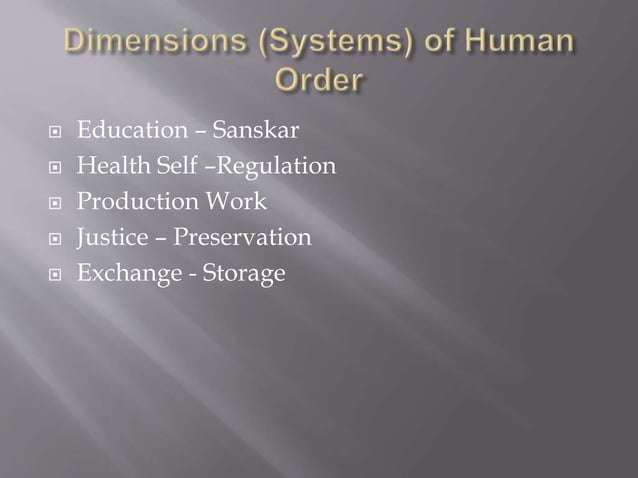 Dimensions (Systems) of Human
Order
Education – Sanskar
Health Self –Regulation
Production Work
Justice – Preservation
Exchange - Storage